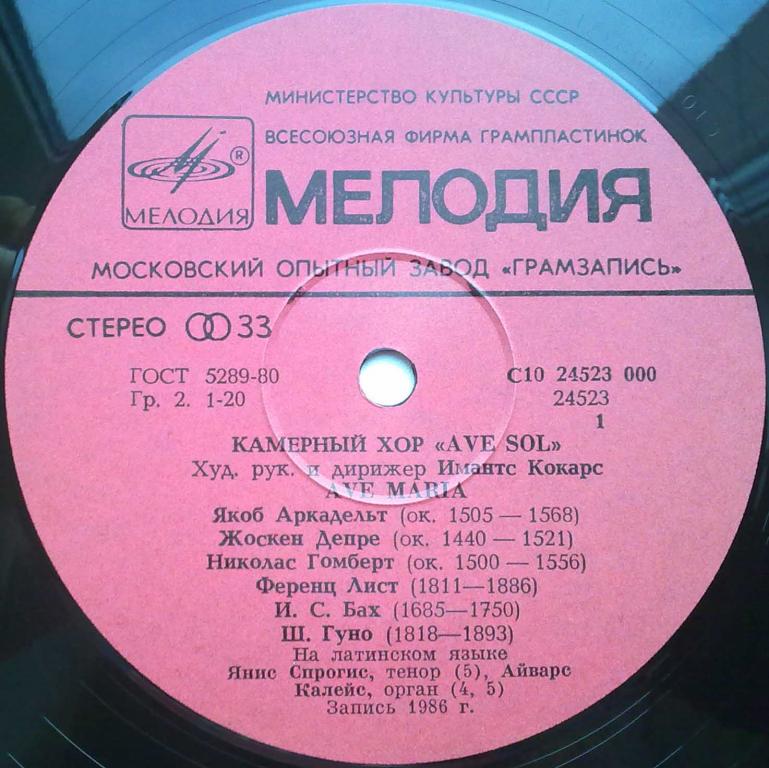 МИНИСТЕРСТВО КУЛЬТУРЫ СССР
ВСЕСОЮЗНАЯ ФИРМА ГРАМПЛАСТИНОК
®
МЕЛОДИЯ
МЕЛОДИЯ
МОСКОВСКИЙ ОПЫТНЫЙ ЗАВОД «ГРАМЗАПИСЬ»
СТЕРЕО 33
ГОСТ 5289-80
Гр. 2. 1-20
С10 24523 000
24523
1
КАМЕРНЫЙ ХОР «AVE SOL»
Худ. рук. и дирижер Имантс Кокарс
AVE MARIA
Якоб Аркадельт (ок. 1505 — 1568)
Жоскен Депре (ок. 1440 — 1521)
Николас Гомберт (ок. 1500 — 1556)
Ференц Лист (1811—1886)
И. С. Бах (1685—1750)
Ш. Гуно (1818—1893)
На латинском языке
Янис Спрогис, тенор (5), Айварс
Калейс, орган (4, 5)
Запись 1986 г.